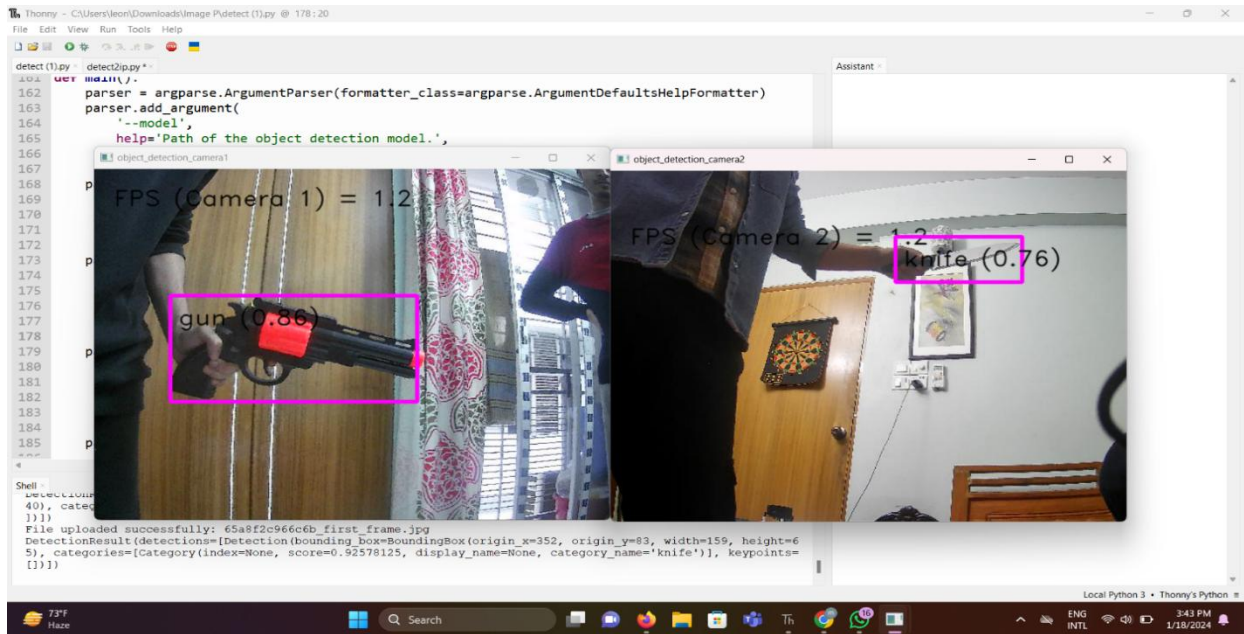 Thonny - C:\Users\leon\Downloads\Image P\detect (1).py @ 178 : 20
File Edit View Run Tools Help
detect (1).py
detect2ip.py *
Assistant
161 def main():
162 parser = argparse.ArgumentParser(formatter_class=argparse.ArgumentDefaultsHelpFormatter)
163 parser.add_argument(
164 '--model',
165 help='Path of the object detection model.',
166
167
168 p
169
170
171
172
173 p
174
175
176
177
178
179 p
180
181
182
183
184
185 p
object_detection_camera1
FPS (Camera 1) = 1.2
gun (0.86)
object_detection_camera2
FPS (Camera 2) = 1.2
knife (0.76)
Shell
40), categ
])])
File uploaded successfully: 65a8f2c966c6b_first_frame.jpg
DetectionResult(detections=[Detection(bounding_box=BoundingBox(origin_x=352, origin_y=83, width=159, height=6
5), categories=[Category(index=None, score=0.92578125, display_name=None, category_name='knife')], keypoints=
[])])
Local Python 3 • Thonny's Python
73°F
Haze
Search
Th
16
ENG
INTL
3:43 PM
1/18/2024